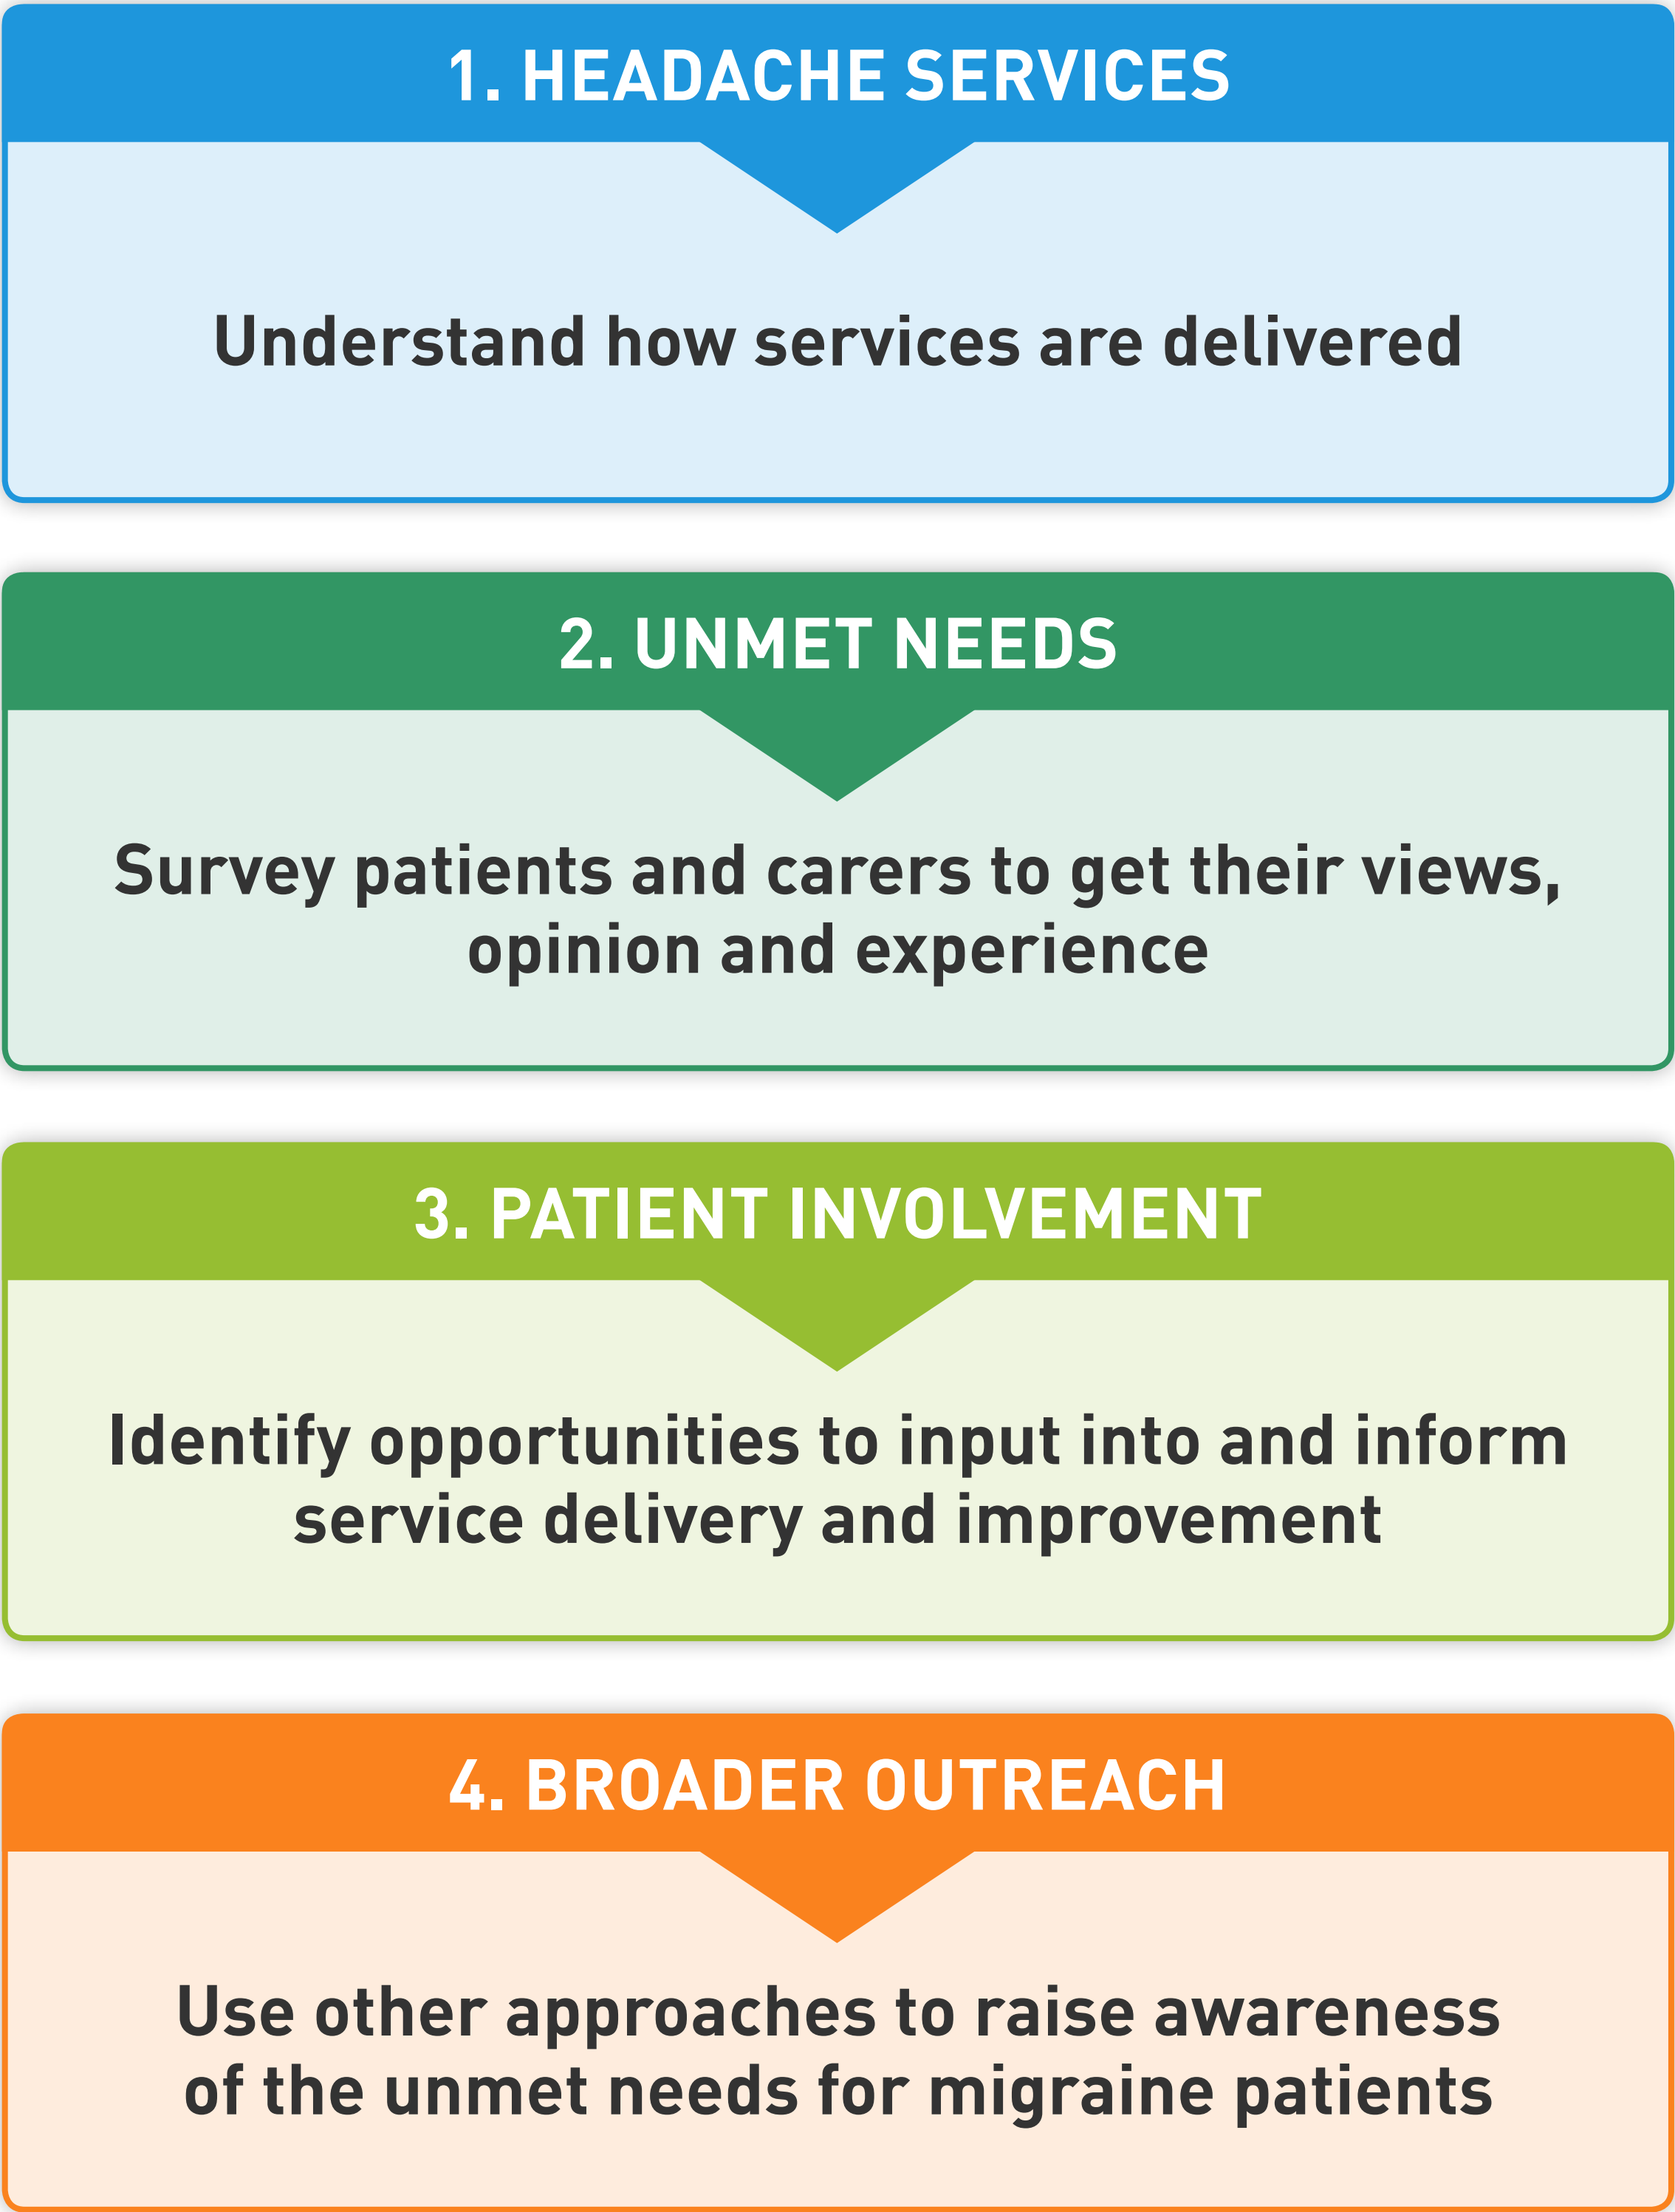 1. HEADACHE SERVICES
Understand how services are delivered
2. UNMET NEEDS
Survey patients and carers to get their views,
opinion and experience
3. PATIENT INVOLVEMENT
Identify opportunities to input into and inform
service delivery and improvement
4. BROADER OUTREACH
Use other approaches to raise awareness
of the unmet needs for migraine patients